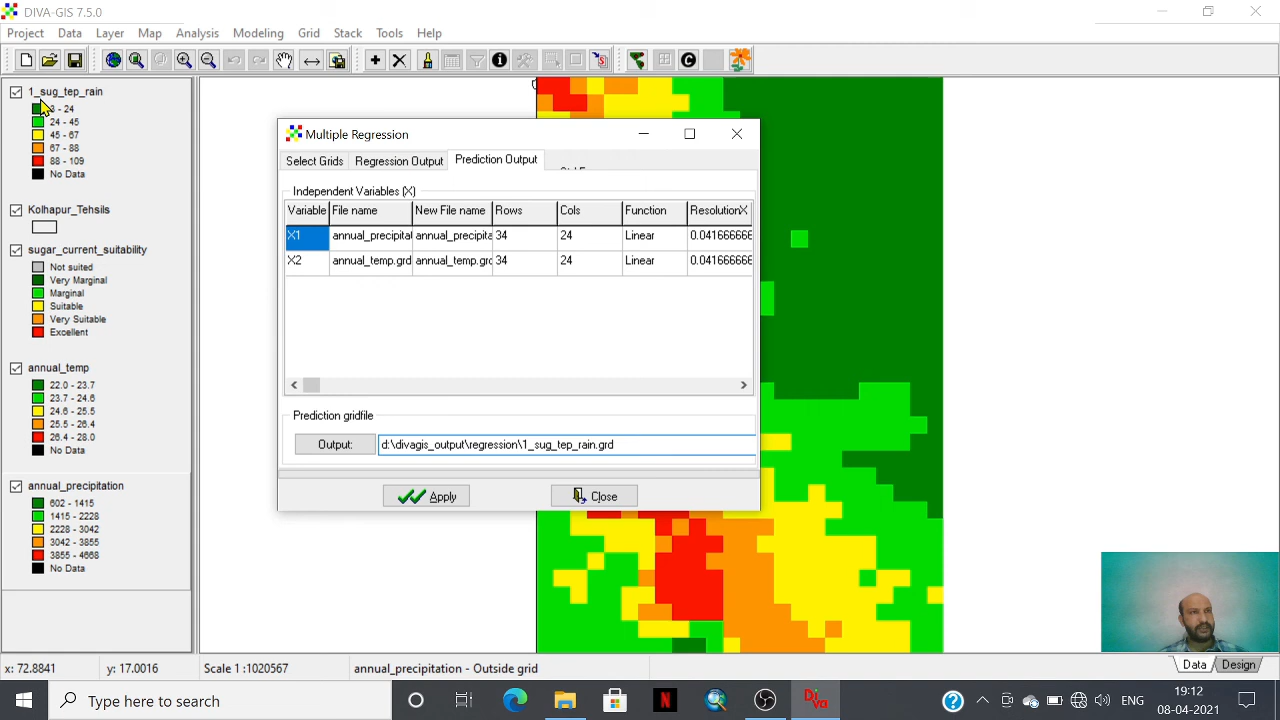 DIVA-GIS 7.5.0
Project Data Layer Map Analysis Modeling Grid Stack Tools Help
1_sug_tep_rain
- 24
24 - 45
45 - 67
67 - 88
88 - 109
No Data
Kolhapur_Tehsils
sugar_current_suitability
Not suited
Very Marginal
Marginal
Suitable
Very Suitable
Excellent
annual_temp
22.0 - 23.7
23.7 - 24.6
24.6 - 25.5
25.5 - 26.4
26.4 - 28.0
No Data
annual_precipitation
602 - 1415
1415 - 2228
2228 - 3042
3042 - 3855
3855 - 4668
No Data
Multiple Regression
Select Grids Regression Output Prediction Output
Independent Variables (X)
Variable File name New File name Rows Cols Function ResolutionX
X1 annual_precipita annual_precipita 34 24 Linear 0.041666666
X2 annual_temp.grd annual_temp.grd 34 24 Linear 0.041666666
Prediction gridfile
Output: d:\divagis_output\regression\1_sug_tep_rain.grd
Apply Close
x: 72.8841 y: 17.0016 Scale 1 :1020567 annual_precipitation - Outside grid
Data Design
Type here to search
Diva
ENG
19:12
08-04-2021